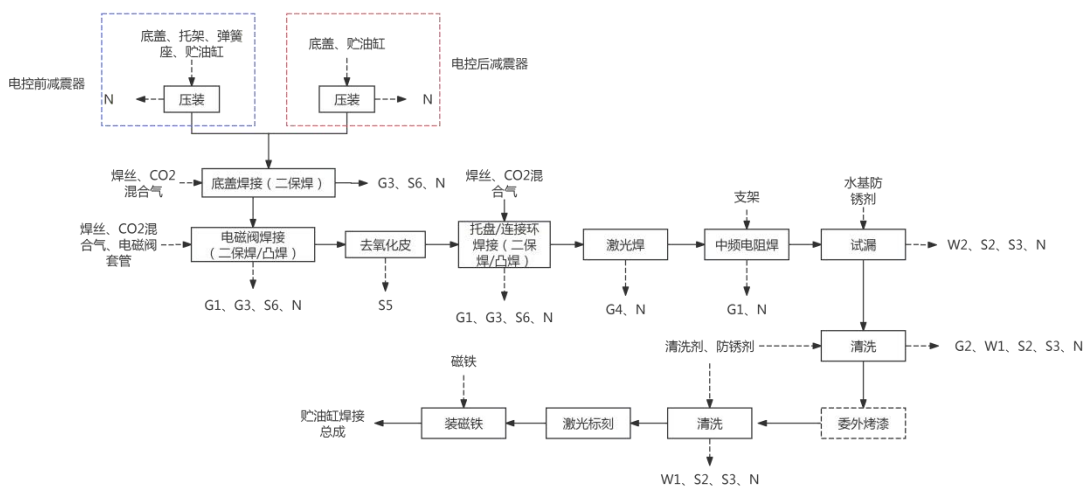 底盖、托架、弹簧
座、贮油缸
底盖、贮油缸
电控前减震器
电控后减震器
N
压装
压装
N
焊丝、CO2
混合气
底盖焊接（二保焊）
G3、S6、N
焊丝、CO2混
合气
支架
水基防
锈剂
焊丝、CO2混
合气、电磁阀
套管
电磁阀焊接
（二保焊/凸焊）
去氧化皮
托盘/连接环
焊接（二保
焊/凸焊）
激光焊
中频电阻焊
试漏
W2、S2、S3、N
G1、G3、S6、N
S5
G1、G3、S6、N
G4、N
G1、N
清洗剂、防锈剂
清洗
G2、W1、S2、S3、N
磁铁
贮油缸焊接
总成
装磁铁
激光标刻
清洗
委外烤漆
W1、S2、S3、N